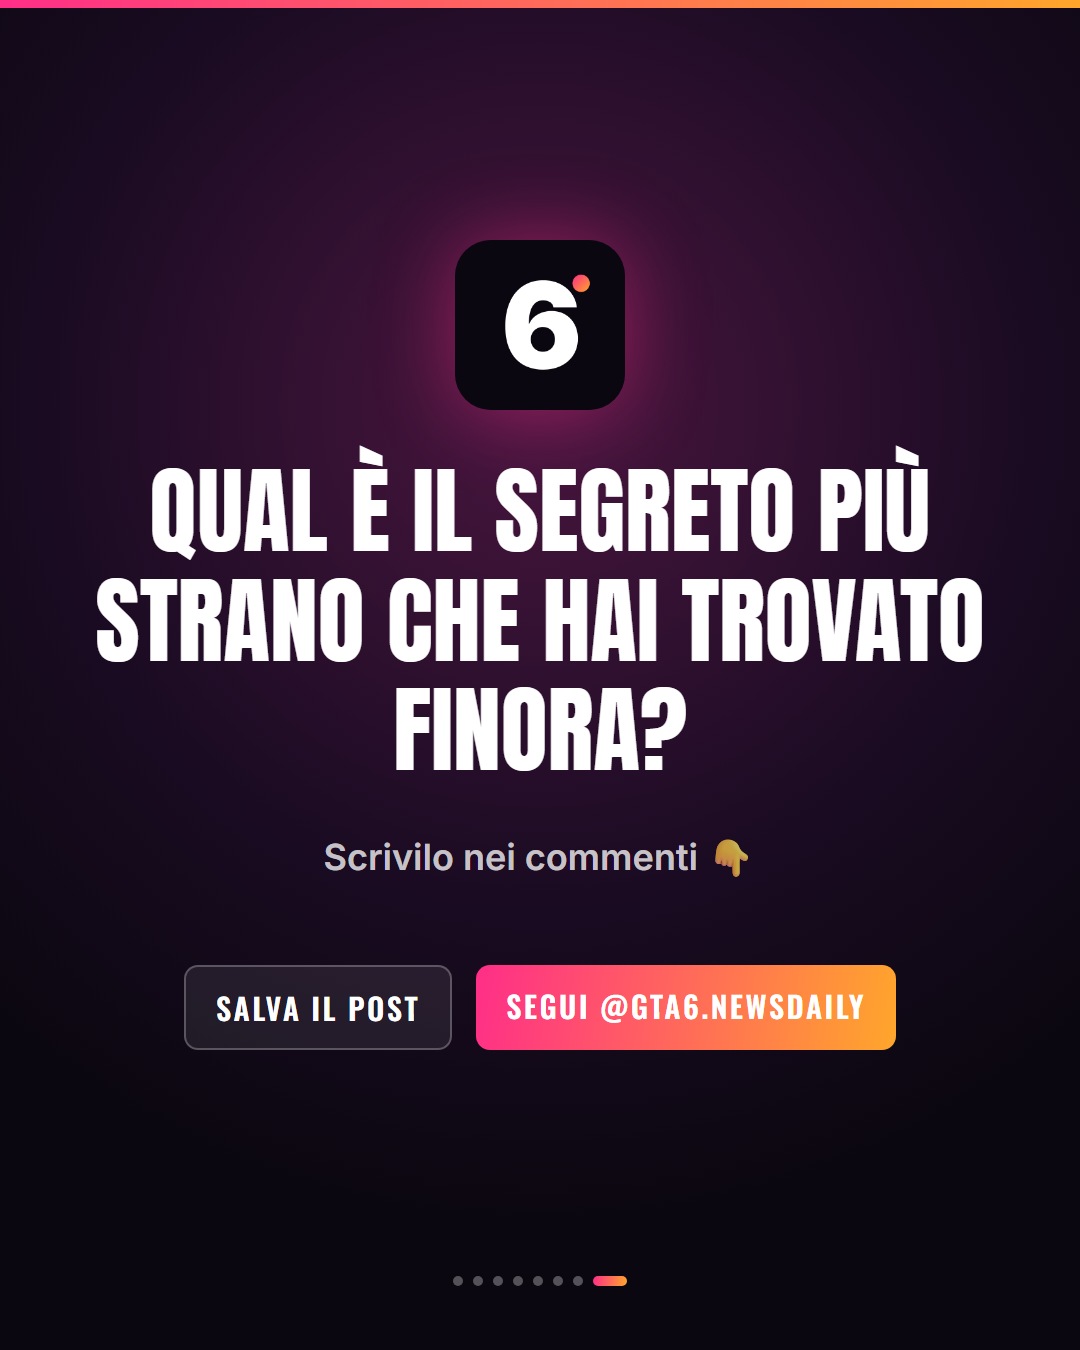 6
QUAL È IL SEGRETO PIÙ
STRANO CHE HAI TROVATO
FINORA?
Scrivilo nei commenti 👇
SALVA IL POST
SEGUI @GTA6.NEWSDAILY